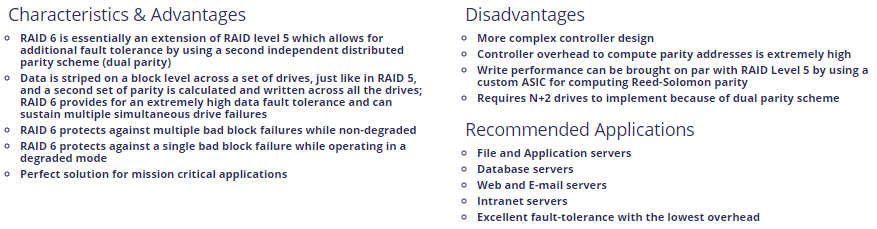 Characteristics & Advantages
RAID 6 is essentially an extension of RAID level 5 which allows for
additional fault tolerance by using a second independent distributed
parity scheme (dual parity)
Data is striped on a block level across a set of drives, just like in RAID 5,
and a second set of parity is calculated and written across all the drives;
RAID 6 provides for an extremely high data fault tolerance and can
sustain multiple simultaneous drive failures
RAID 6 protects against multiple bad block failures while non-degraded
RAID 6 protects against a single bad block failure while operating in a
degraded mode
Perfect solution for mission critical applications
Disadvantages
More complex controller design
Controller overhead to compute parity addresses is extremely high
Write performance can be brought on par with RAID Level 5 by using a
custom ASIC for computing Reed-Solomon parity
Requires N+2 drives to implement because of dual parity scheme
Recommended Applications
File and Application servers
Database servers
Web and E-mail servers
Intranet servers
Excellent fault-tolerance with the lowest overhead